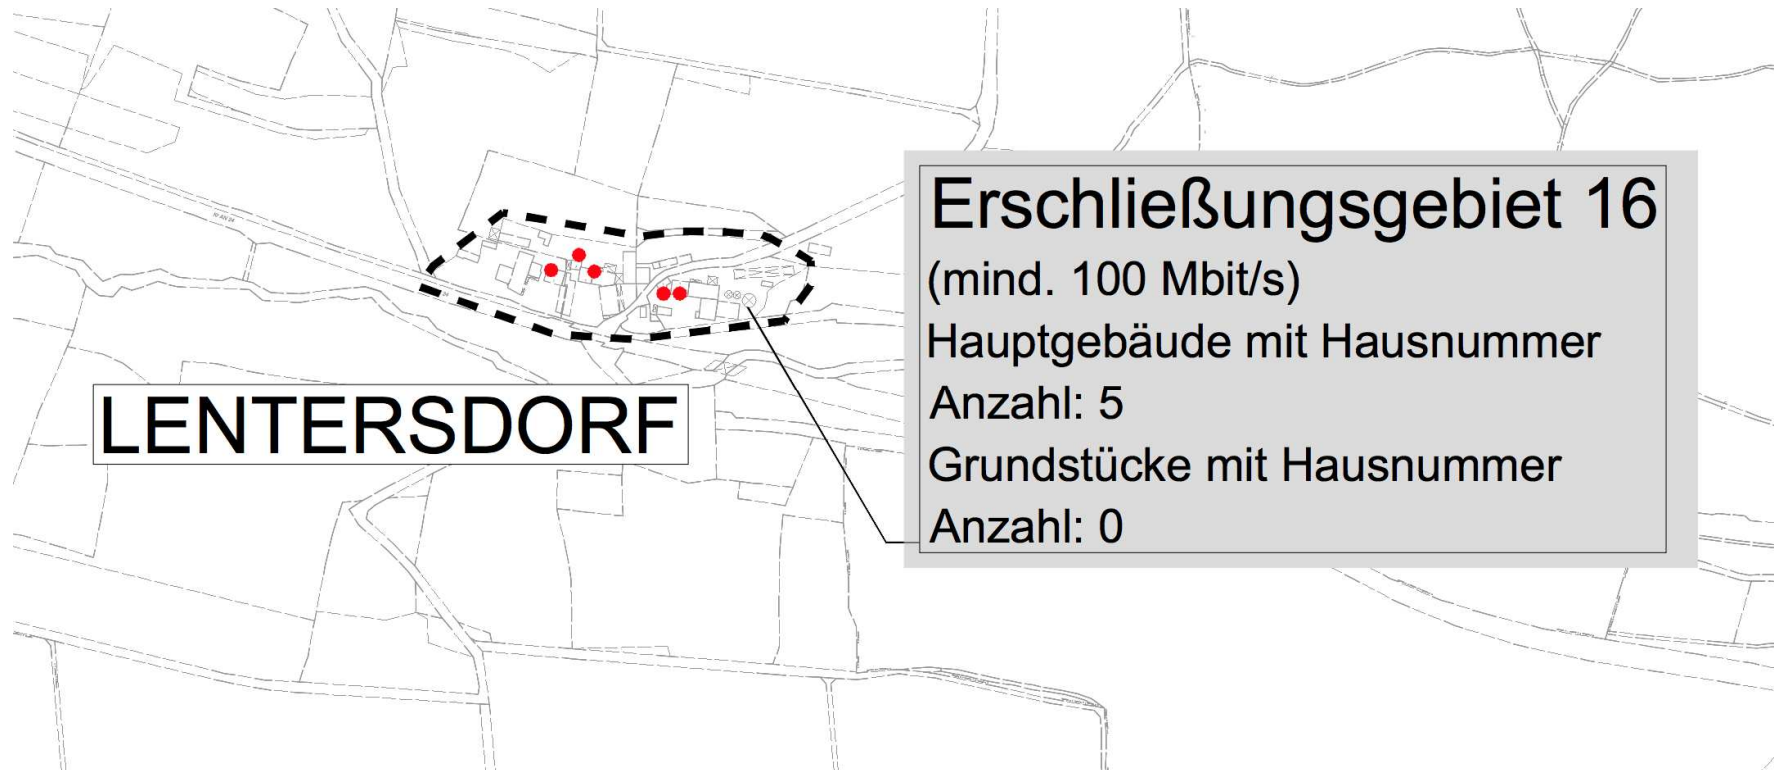 LENTERSDORF
Erschließungsgebiet 16
(mind. 100 Mbit/s)
Hauptgebäude mit Hausnummer
Anzahl: 5
Grundstücke mit Hausnummer
Anzahl: 0